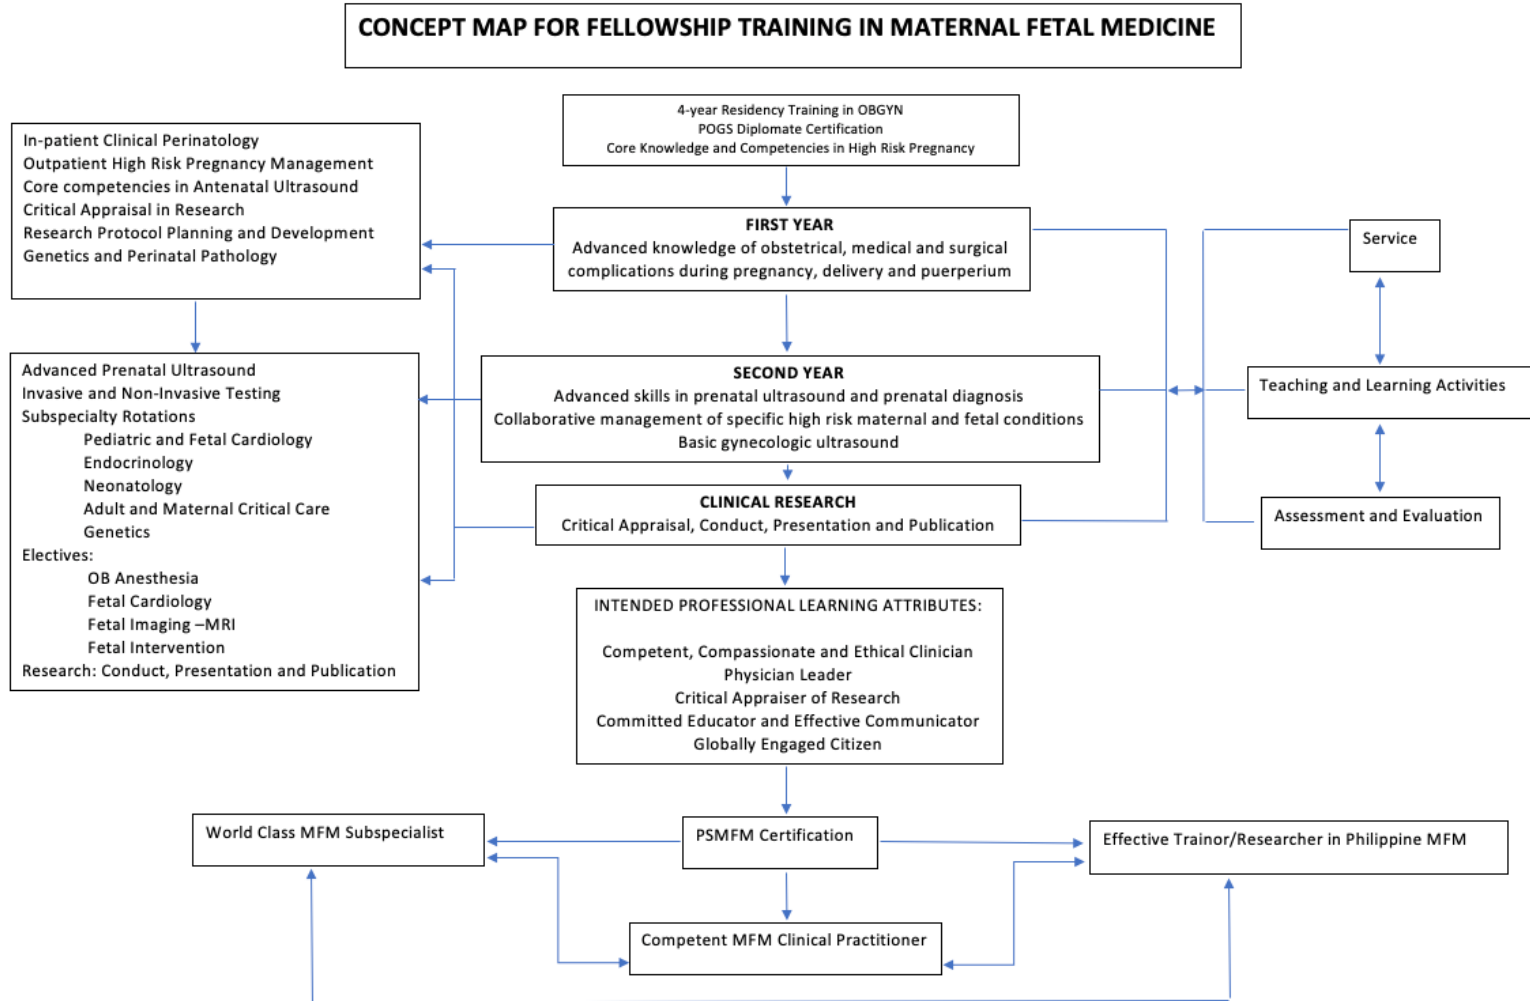 CONCEPT MAP FOR FELLOWSHIP TRAINING IN MATERNAL FETAL MEDICINE
4-year Residency Training in OBGYN
POGS Diplomate Certification
Core Knowledge and Competencies in High Risk Pregnancy
In-patient Clinical Perinatology
Outpatient High Risk Pregnancy Management
Core competencies in Antenatal Ultrasound
Critical Appraisal in Research
Research Protocol Planning and Development
Genetics and Perinatal Pathology
FIRST YEAR
Advanced knowledge of obstetrical, medical and surgical
complications during pregnancy, delivery and puerperium
Service
Advanced Prenatal Ultrasound
Invasive and Non-Invasive Testing
Subspecialty Rotations
Pediatric and Fetal Cardiology
Endocrinology
Neonatology
Adult and Maternal Critical Care
Genetics
Electives:
OB Anesthesia
Fetal Cardiology
Fetal Imaging –MRI
Fetal Intervention
Research: Conduct, Presentation and Publication
SECOND YEAR
Advanced skills in prenatal ultrasound and prenatal diagnosis
Collaborative management of specific high risk maternal and fetal conditions
Basic gynecologic ultrasound
Teaching and Learning Activities
CLINICAL RESEARCH
Critical Appraisal, Conduct, Presentation and Publication
Assessment and Evaluation
INTENDED PROFESSIONAL LEARNING ATTRIBUTES:
Competent, Compassionate and Ethical Clinician
Physician Leader
Critical Appraiser of Research
Committed Educator and Effective Communicator
Globally Engaged Citizen
World Class MFM Subspecialist
PSMFM Certification
Effective Trainor/Researcher in Philippine MFM
Competent MFM Clinical Practitioner